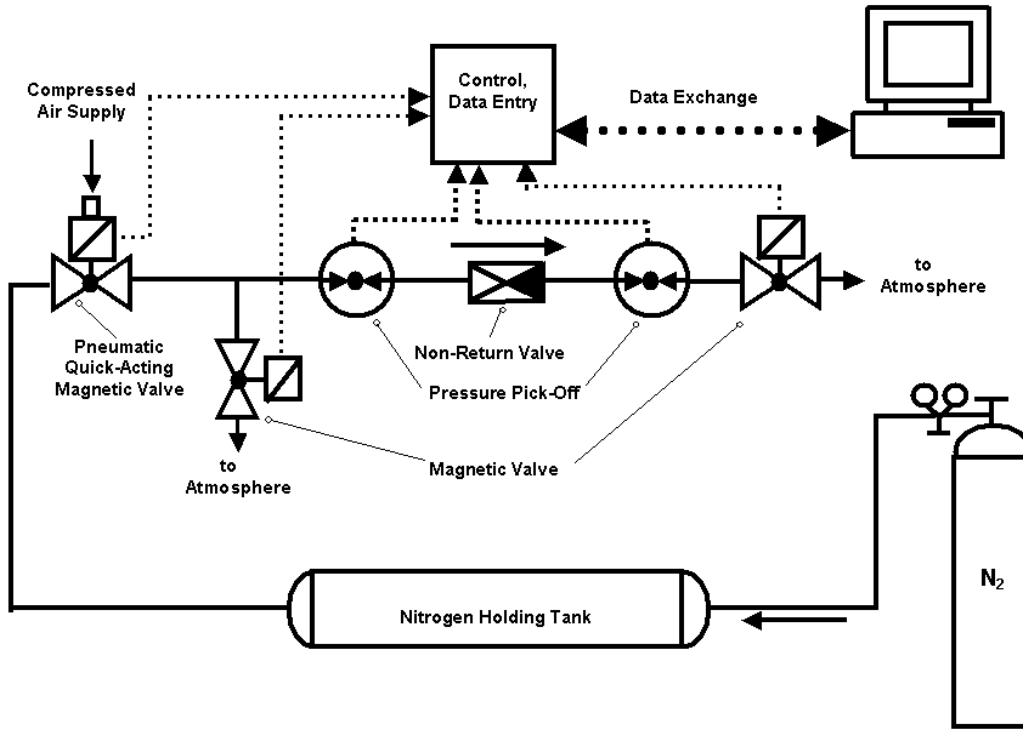 Control,
Data Entry
Compressed
Air Supply
Data Exchange
to
Atmosphere
Pneumatic
Quick-Acting
Magnetic Valve
Non-Return Valve
Pressure Pick-Off
to
Atmosphere
Magnetic Valve
N₂
Nitrogen Holding Tank